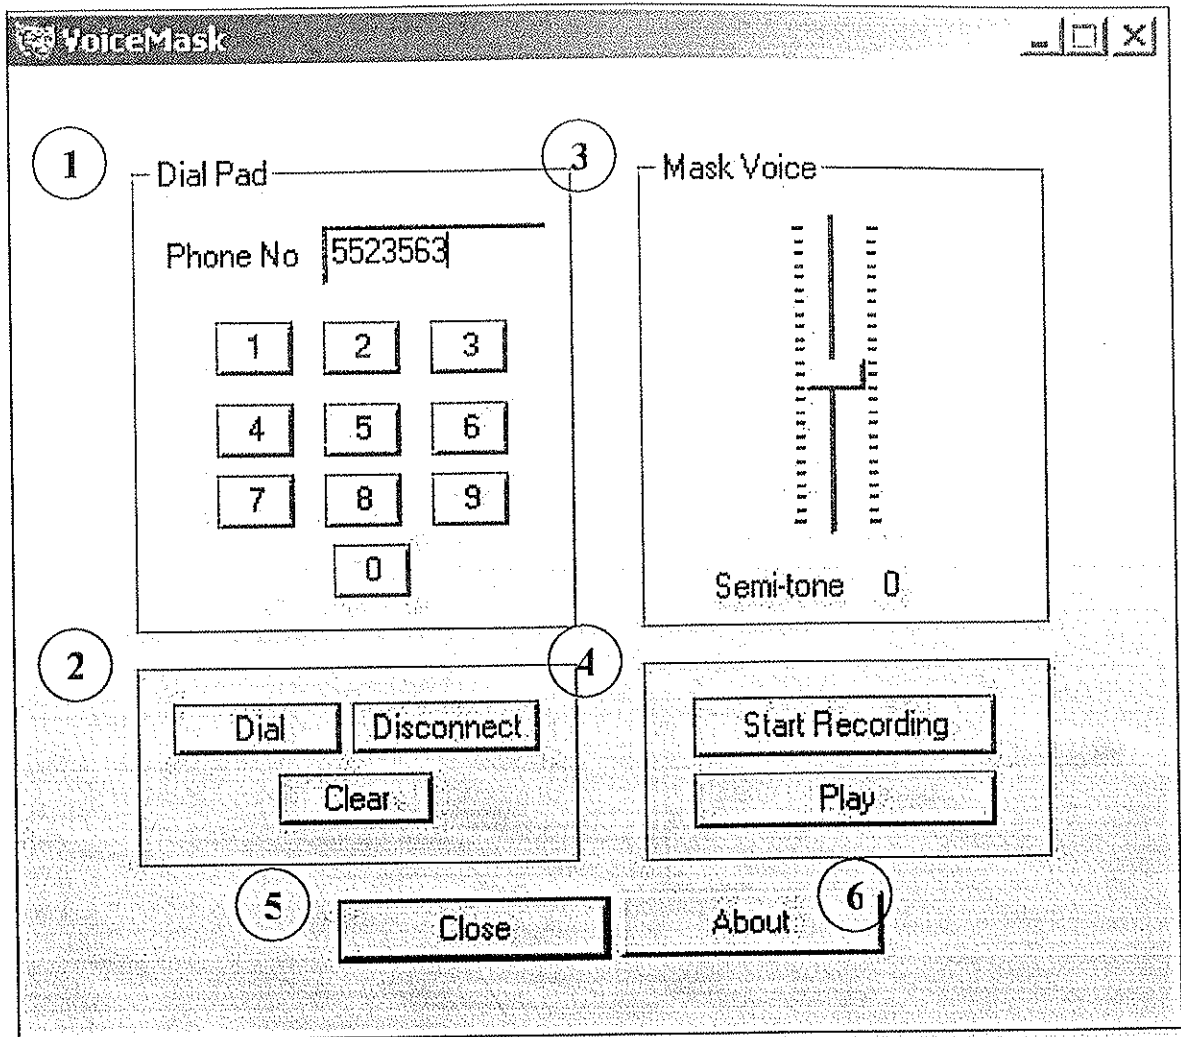 VoiceMask
1
3
Dial Pad
Mask Voice
Phone No 5523563
1 2 3
4 5 6
7 8 9
0
Semi-tone 0
2
4
Dial Disconnect
Start Recording
Clear
Play
5
6
Close
About